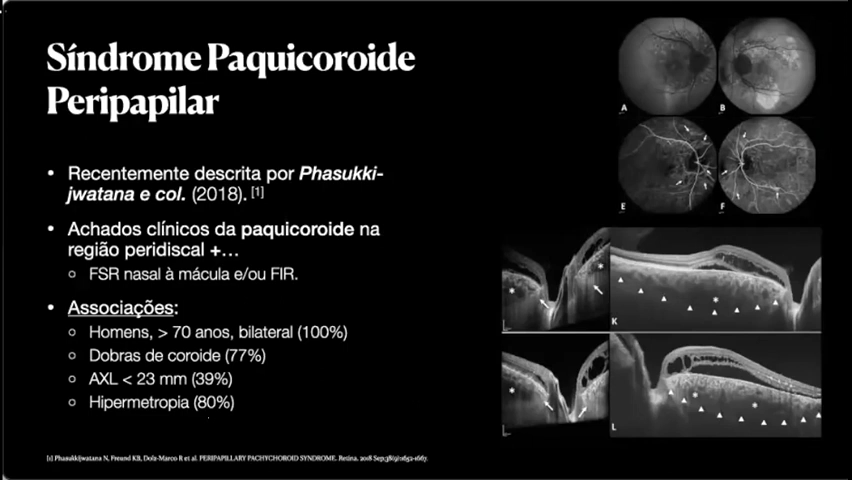 Síndrome Paquicoroide
Peripapilar
• Recentemente descrita por Phasukki-
jwatana e col. (2018). [1]
• Achados clínicos da paquicoroide na
região peridiscal +…
○ FSR nasal à mácula e/ou FIR.
• Associações:
○ Homens, > 70 anos, bilateral (100%)
○ Dobras de coroide (77%)
○ AXL < 23 mm (39%)
○ Hipermetropia (80%)
[1] Phasukkijwatana N, Freund KB, Dolz-Marco R et al. PERIPAPILLARY PACHYCHOROID SYNDROME. Retina. 2018 Sep;38(9):1652-1667.
A
B
E
F
K
L